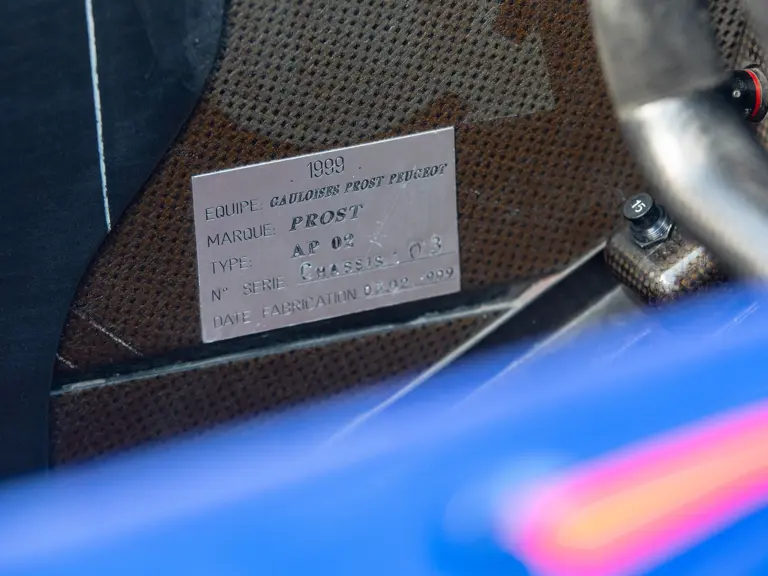 1999
EQUIPE: GAULOISES PROST PEUGEOT
MARQUE: PROST
TYPE: AP 02
N° SERIE CHASSIS: 03
DATE FABRICATION 02.02.1999
15